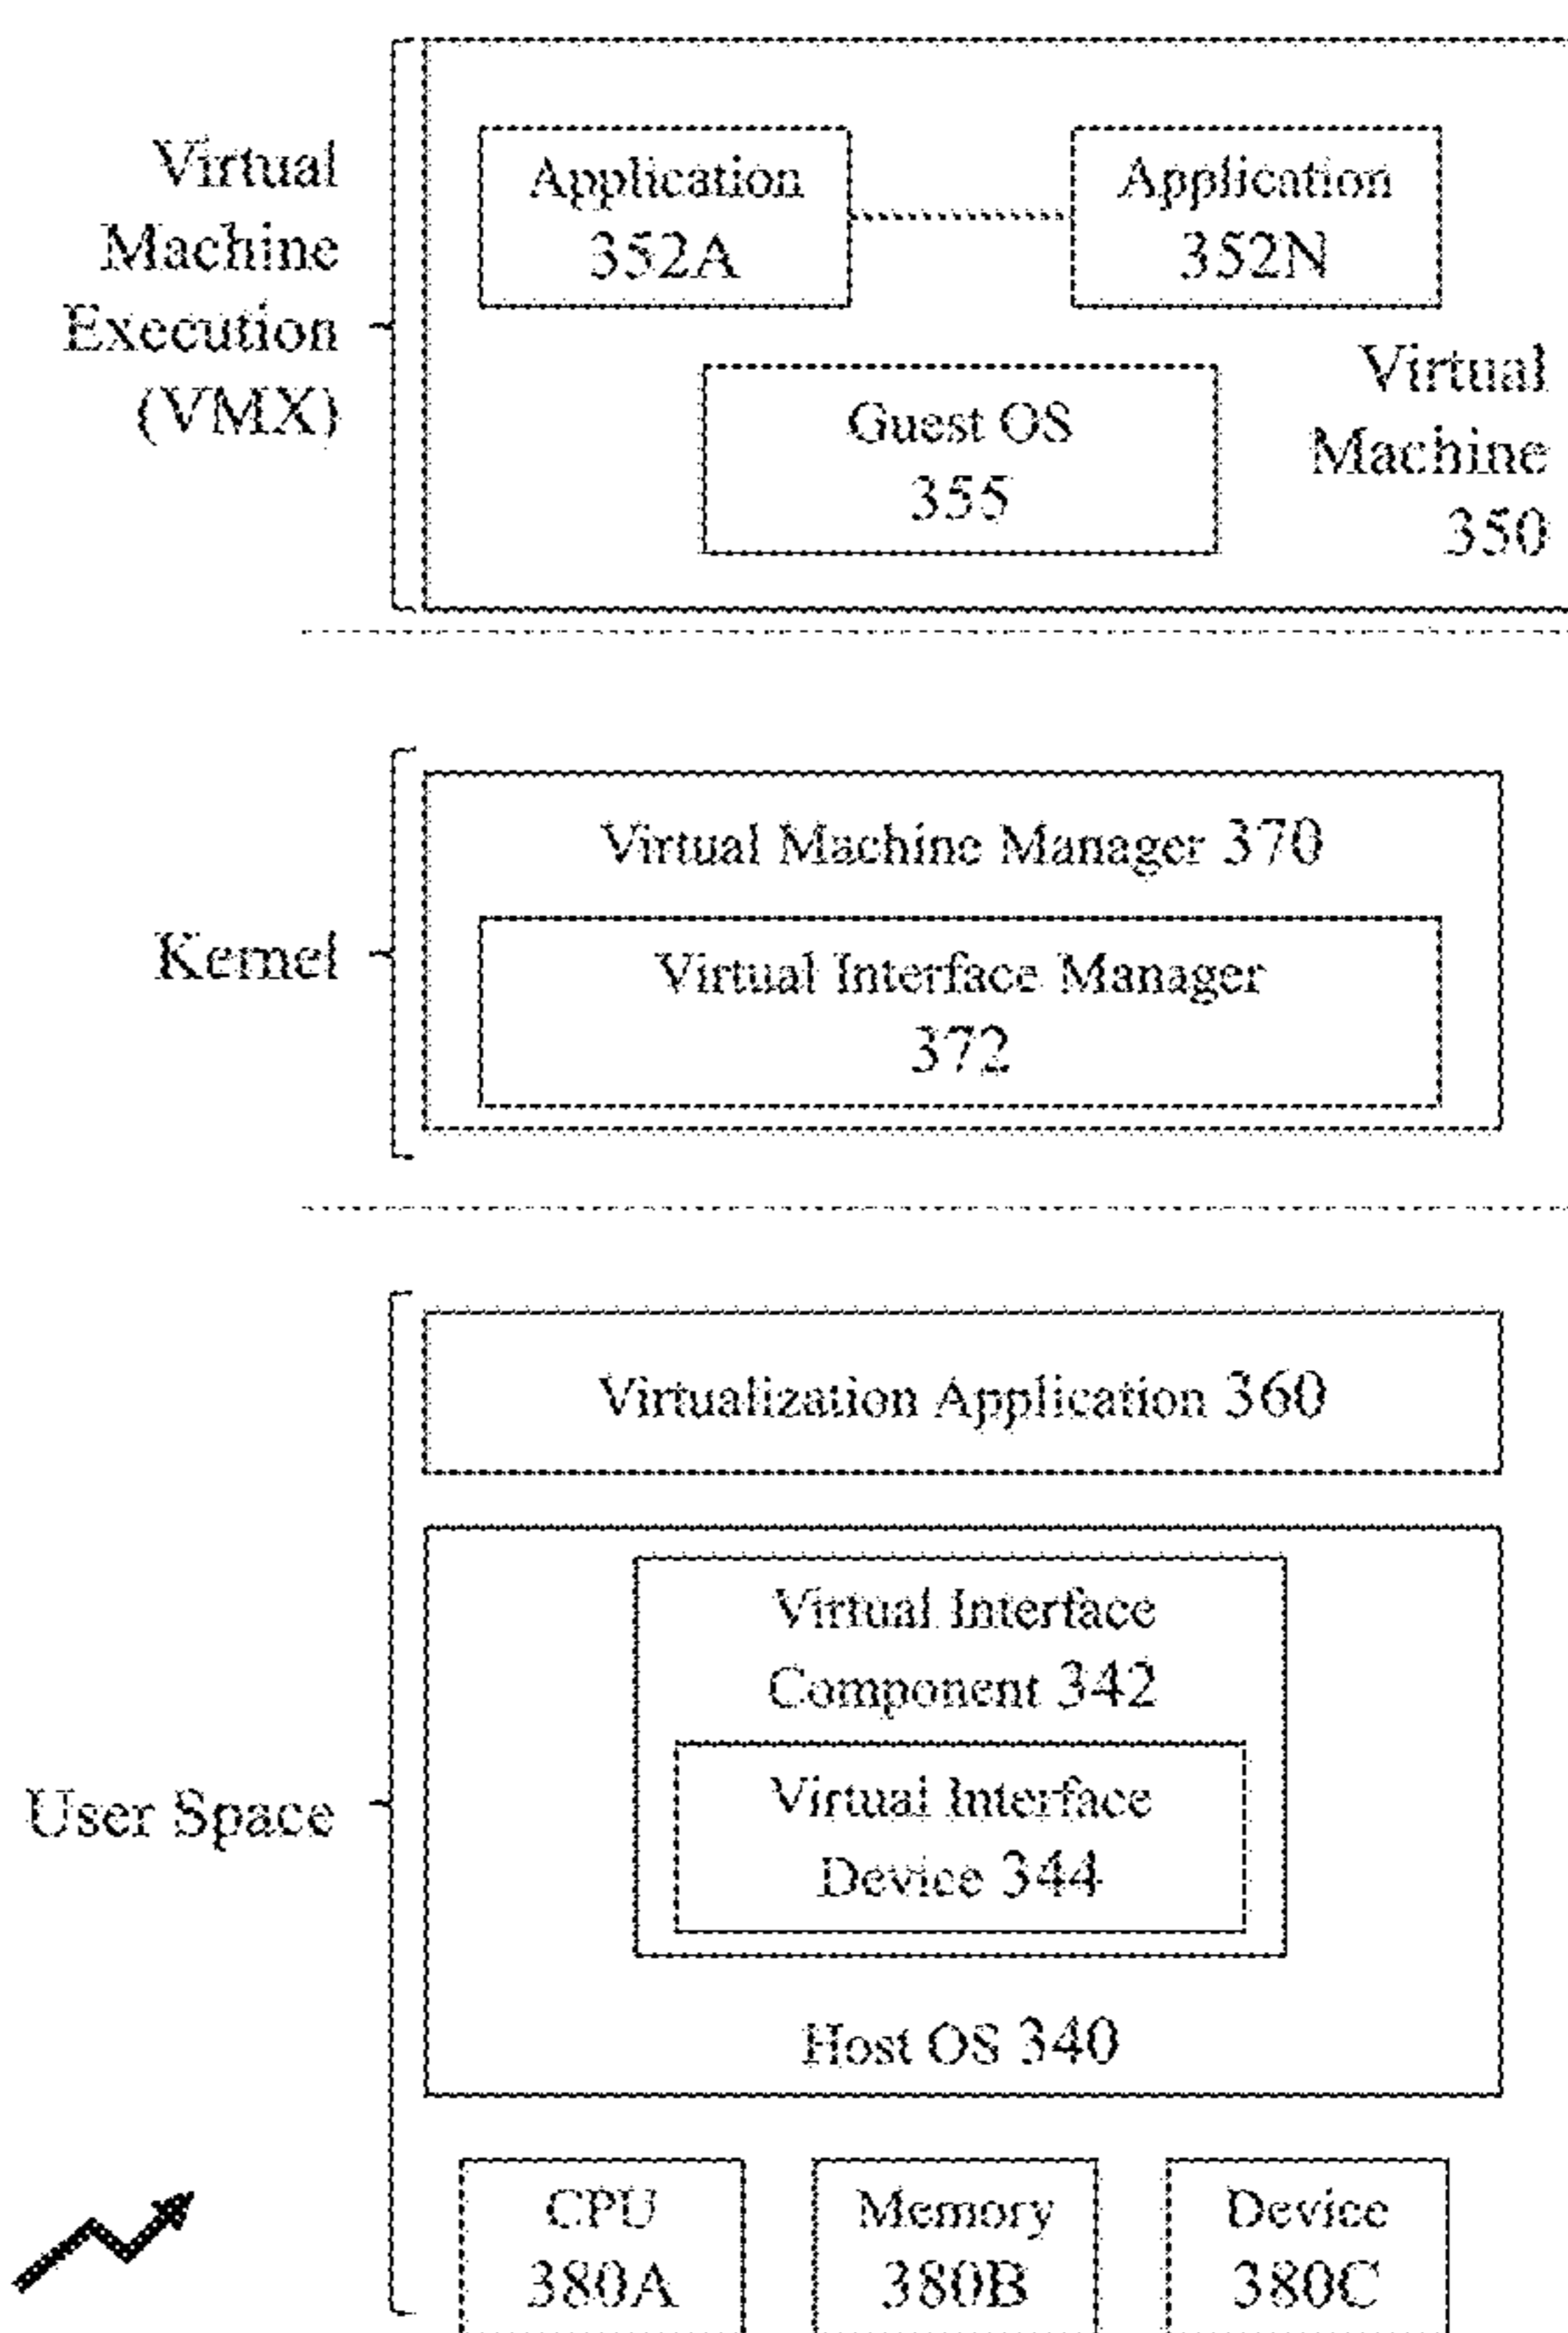 Virtual
Machine
Execution
(VMX)
Application
352A
Application
352N
Guest OS
355
Virtual
Machine
350
Kernel
Virtual Machine Manager 370
Virtual Interface Manager
372
User Space
Virtualization Application 360
Virtual Interface
Component 342
Virtual Interface
Device 344
Host OS 340
CPU
380A
Memory
380B
Device
380C